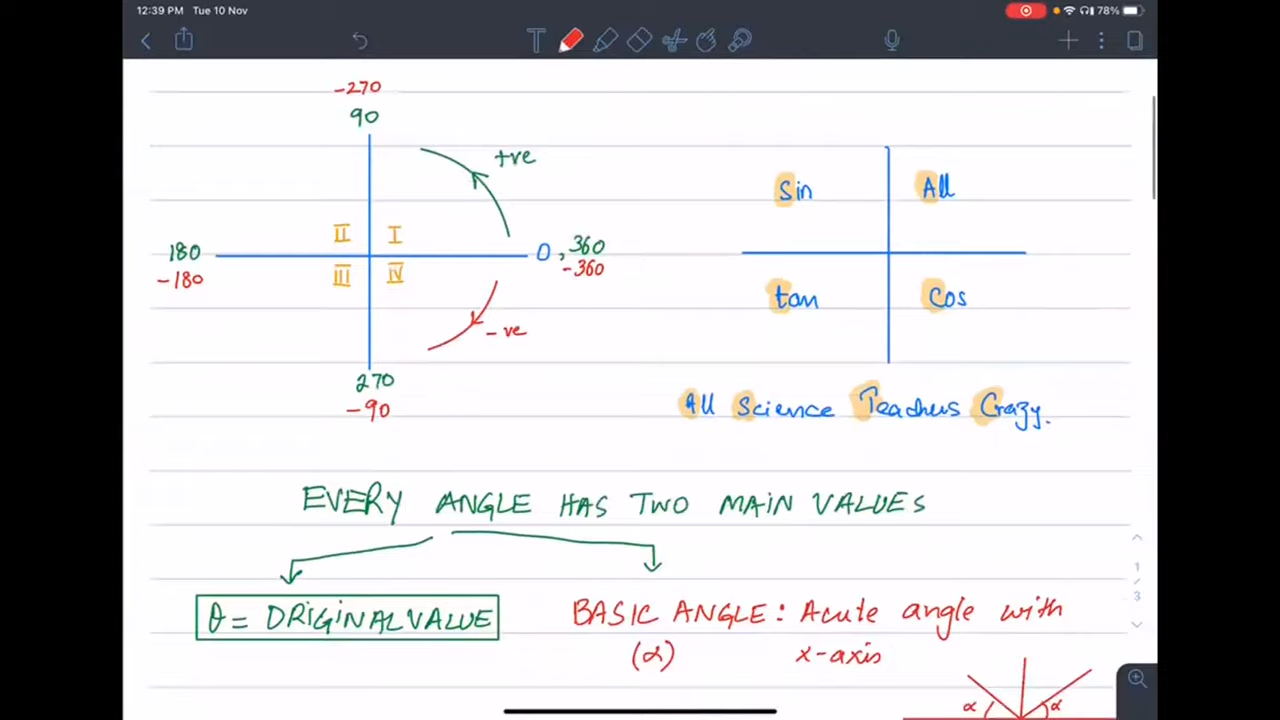 12:39 PM Tue 10 Nov
78%
T
-270
90
+ve
II I
180
0, 360
-180
-360
III IV
-ve
270
-90
Sin All
tan Cos
All Science Teachers Crazy.
EVERY ANGLE HAS TWO MAIN VALUES
θ = ORIGINAL VALUE
BASIC ANGLE: Acute angle with
(α) x-axis
α α
1
/
3